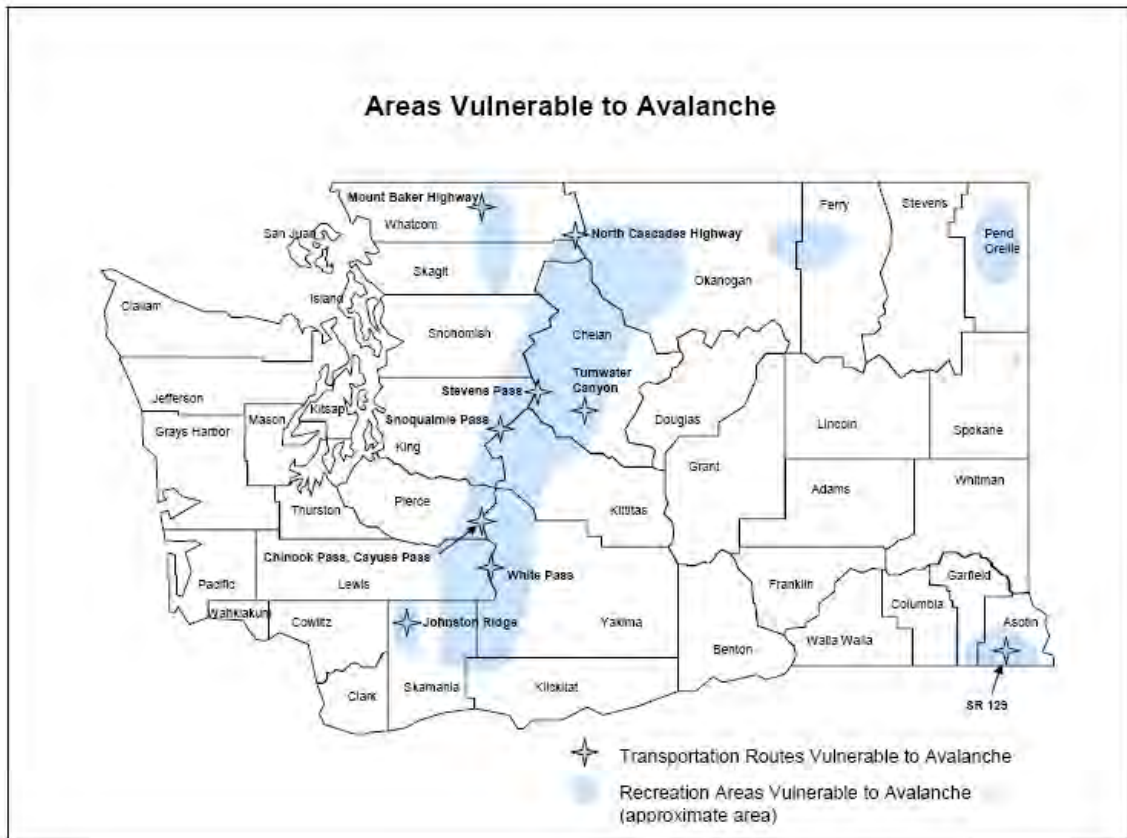 Areas Vulnerable to Avalanche
Mount Baker Highway
Whatcom
San Juan
North Cascades Highway
Ferry
Stevens
Pend
Oreille
Skagit
Okanogan
Island
Clallam
Snohomish
Chelan
Jefferson
Stevens Pass
Tumwater
Canyon
Kitsap
Mason
Snoqualmie Pass
Douglas
Lincoln
Grays Harbor
King
Spokane
Grant
Pierce
Adams
Whitman
Thurston
Kittitas
Chinook Pass, Cayuse Pass
Pacific
Lewis
White Pass
Franklin
Garfield
Wahkiakum
Cowlitz
Johnston Ridge
Yakima
Columbia
Asotin
Walla Walla
Benton
Clark
Skamania
Klickitat
SR 129
Transportation Routes Vulnerable to Avalanche
Recreation Areas Vulnerable to Avalanche
(approximate area)